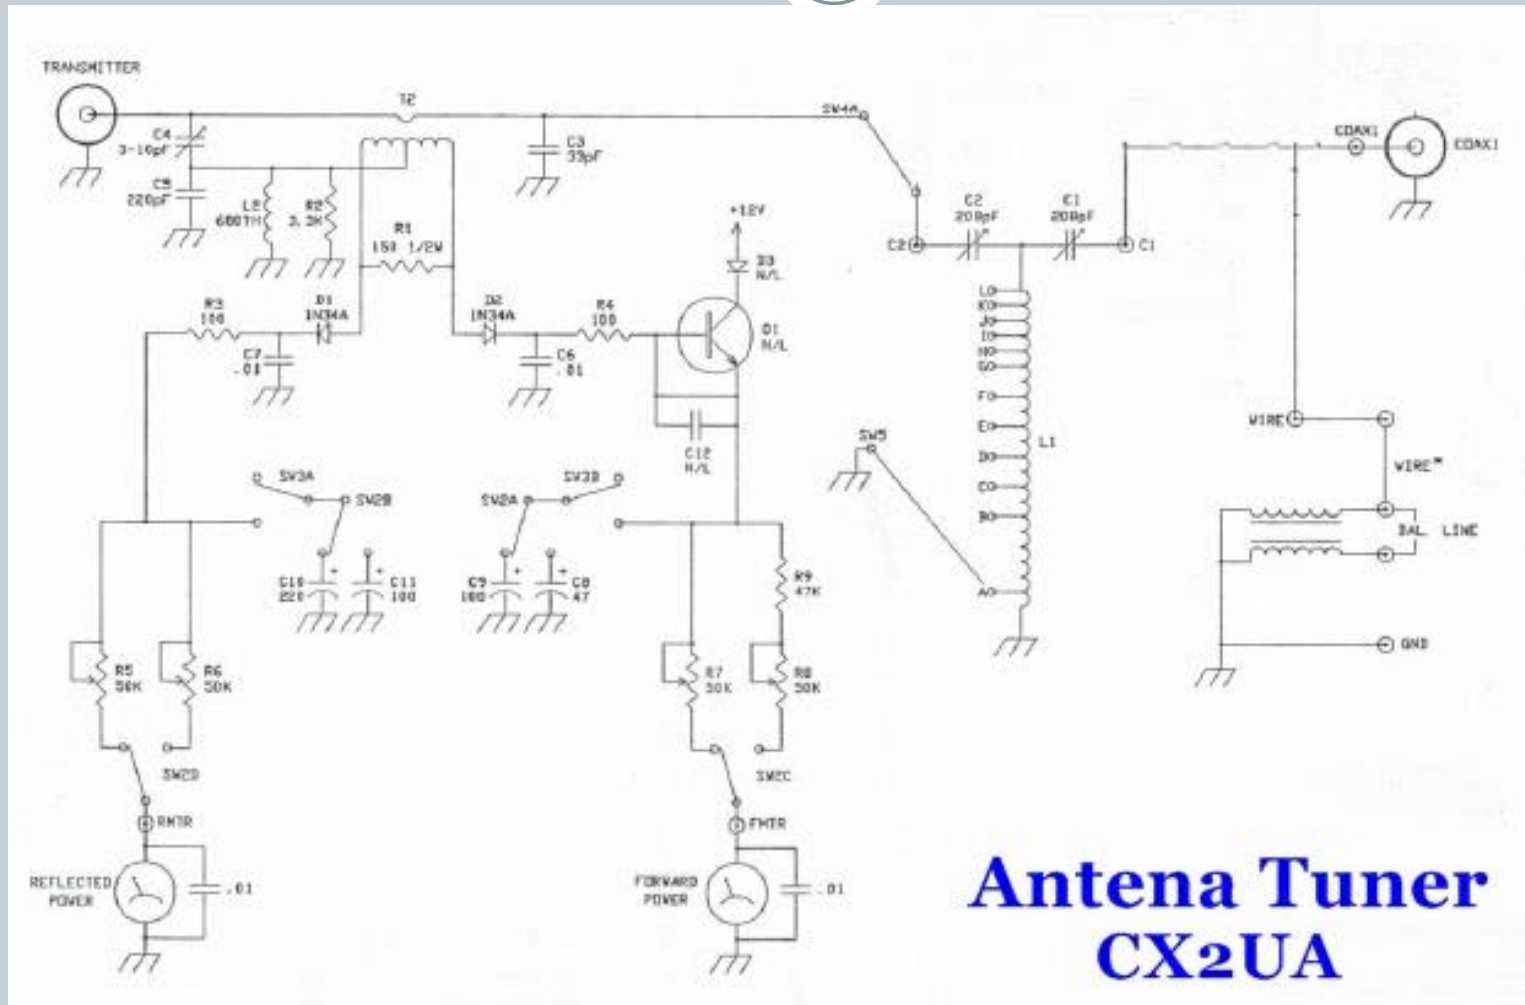 TRANSMITTER
T2
C4
3-10pF
C5
220pF
L2
R2
3.3K
R1
150 1/2W
C3
33pF
SW4A
COAX1
COAX1
+12V
D3
N/L
C2
C1
C2
C1
R3
100
D1
1N34A
D2
1N34A
R4
100
Q1
N/L
C7
.01
C6
.01
C12
N/L
L
K
J
I
H
G
F
E
D
C
B
A
L1
SW5
WIRE
WIRE*
BAL. LINE
GND
SW3A
SW2B
SW2A
SW3B
C10
220
+
C11
100
+
C9
100
+
C8
47
+
R9
47K
R5
50K
R6
50K
R7
50K
R8
50K
SW2D
SW2C
RMTR
FMTR
REFLECTED
POWER
.01
FORWARD
POWER
.01
Antena Tuner
CX2UA